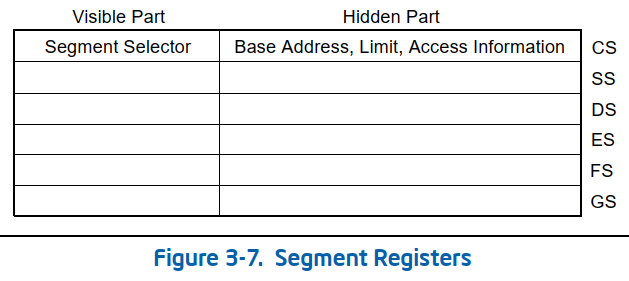 Visible Part Hidden Part
Segment Selector Base Address, Limit, Access Information CS
SS
DS
ES
FS
GS
Figure 3-7. Segment Registers